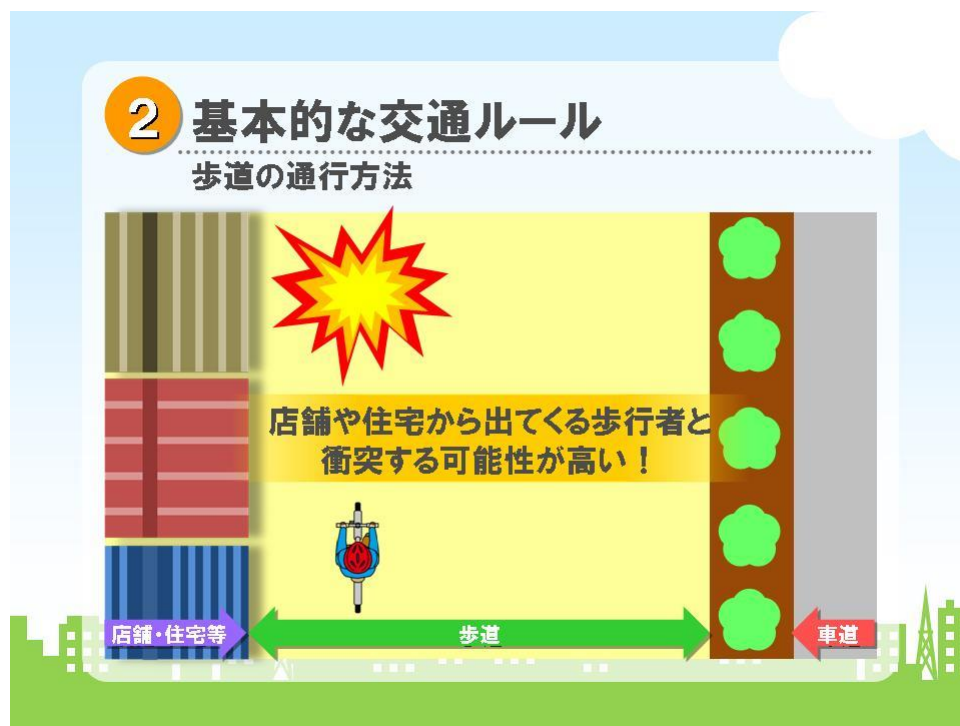 2 基本的な交通ルール
歩道の通行方法
店舗や住宅から出てくる歩行者と
衝突する可能性が高い！
店舗・住宅等
歩道
車道